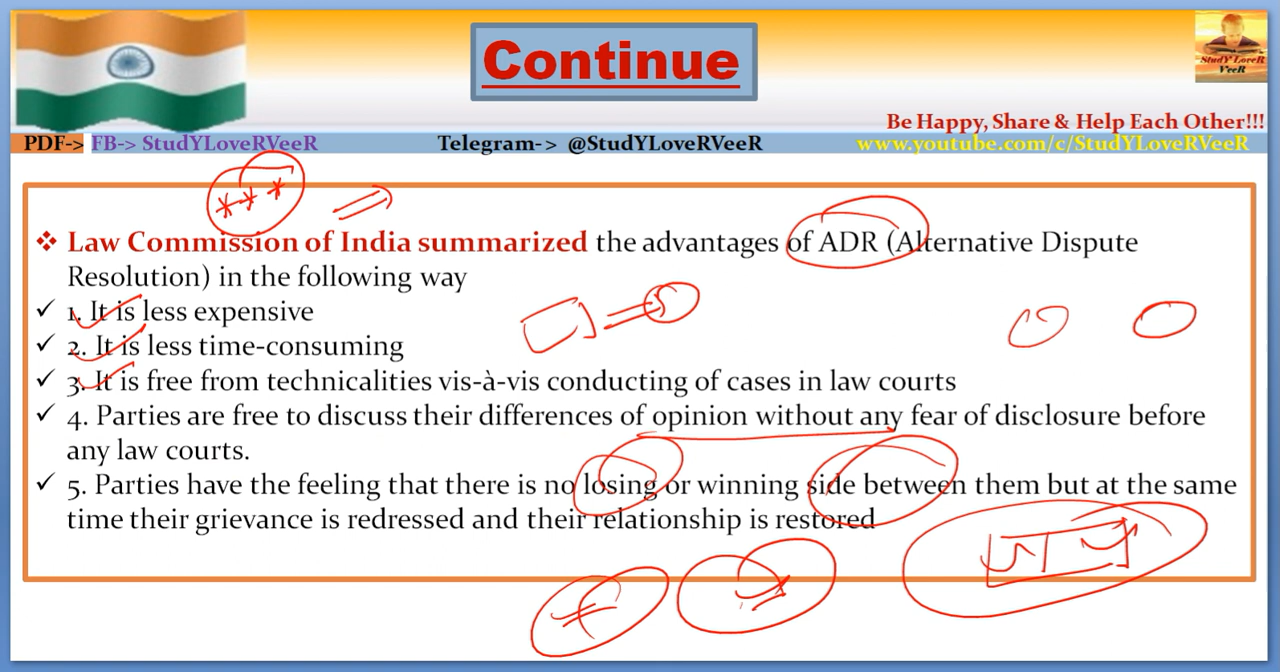 Continue
StudY LoveR
VeeR
Be Happy, Share & Help Each Other!!!
PDF-> FB-> StudYLoveRVeeR Telegram-> @StudYLoveRVeeR www.youtube.com/c/StudYLoveRVeeR
***
❖ Law Commission of India summarized the advantages of ADR (Alternative Dispute
Resolution) in the following way
✓ 1. It is less expensive
✓ 2. It is less time-consuming
✓ 3. It is free from technicalities vis-à-vis conducting of cases in law courts
✓ 4. Parties are free to discuss their differences of opinion without any fear of disclosure before
any law courts.
✓ 5. Parties have the feeling that there is no losing or winning side between them but at the same
time their grievance is redressed and their relationship is restored